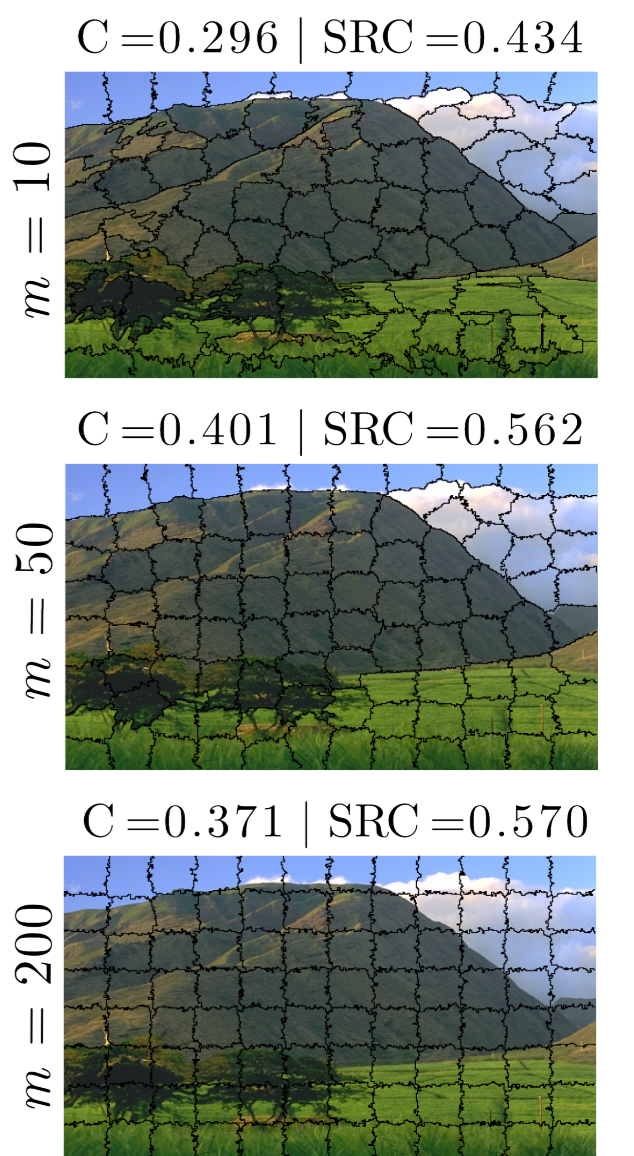 C =0.296 | SRC =0.434
m = 10
C =0.401 | SRC =0.562
m = 50
C =0.371 | SRC =0.570
m = 200